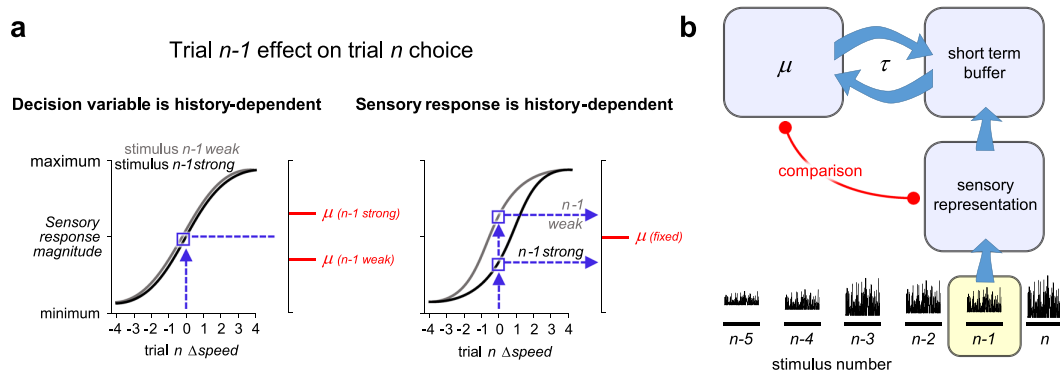 a
Trial n-1 effect on trial n choice
Decision variable is history-dependent
maximum
Sensory
response
magnitude
minimum
stimulus n-1 weak
stimulus n-1 strong
μ (n-1 strong)
μ (n-1 weak)
-4 -3 -2 -1 0 1 2 3 4
trial n Δspeed
Sensory response is history-dependent
n-1
weak
n-1 strong
μ (fixed)
-4 -3 -2 -1 0 1 2 3 4
trial n Δspeed
b
μ
τ
short term
buffer
comparison
sensory
representation
n-5 n-4 n-3 n-2 n-1 n
stimulus number